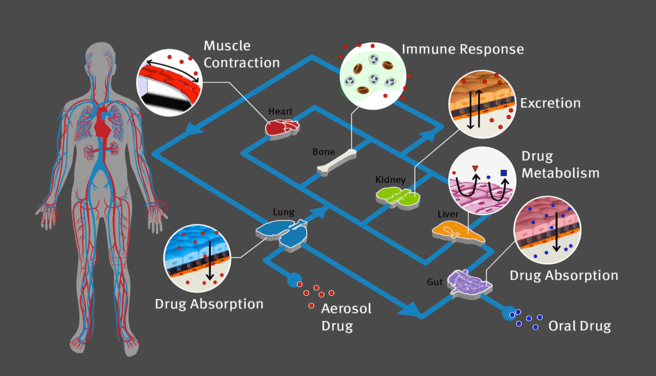 Muscle
Contraction
Immune Response
Heart
Excretion
Bone
Drug
Metabolism
Kidney
Lung
Liver
Drug Absorption
Gut
Drug Absorption
Aerosol
Drug
Oral Drug